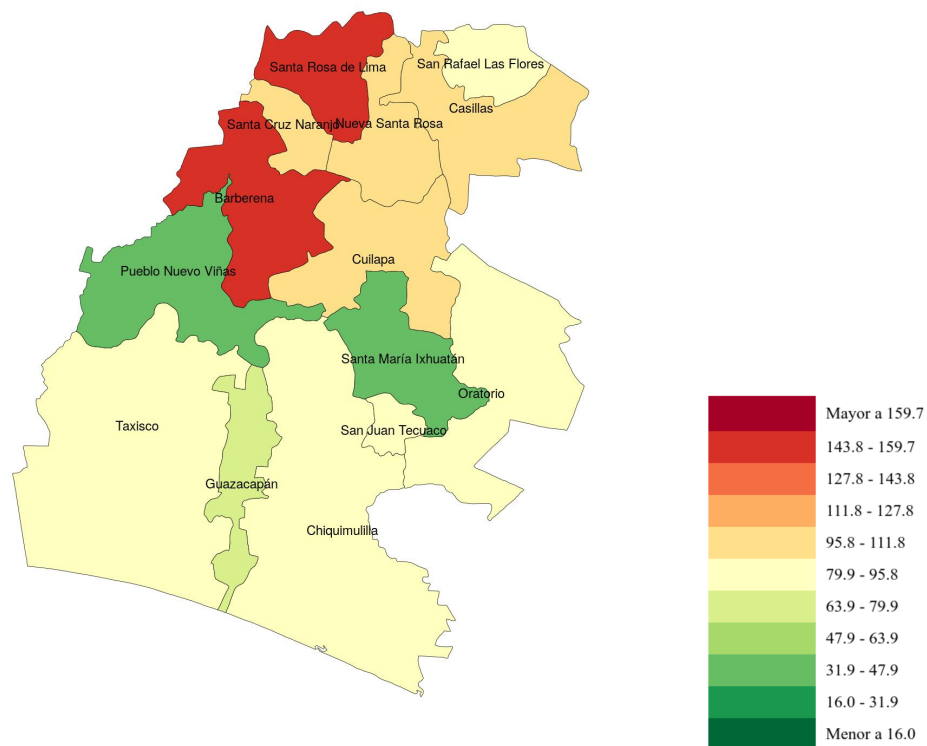 San Rafael Las Flores
Santa Rosa de Lima
Casillas
Santa Cruz Naranjo
Nueva Santa Rosa
Barberena
Cuilapa
Pueblo Nuevo Viñas
Santa María Ixhuatán
Oratorio
Taxisco
San Juan Tecuaco
Guazacapán
Chiquimulilla
Mayor a 159.7
143.8 - 159.7
127.8 - 143.8
111.8 - 127.8
95.8 - 111.8
79.9 - 95.8
63.9 - 79.9
47.9 - 63.9
31.9 - 47.9
16.0 - 31.9
Menor a 16.0